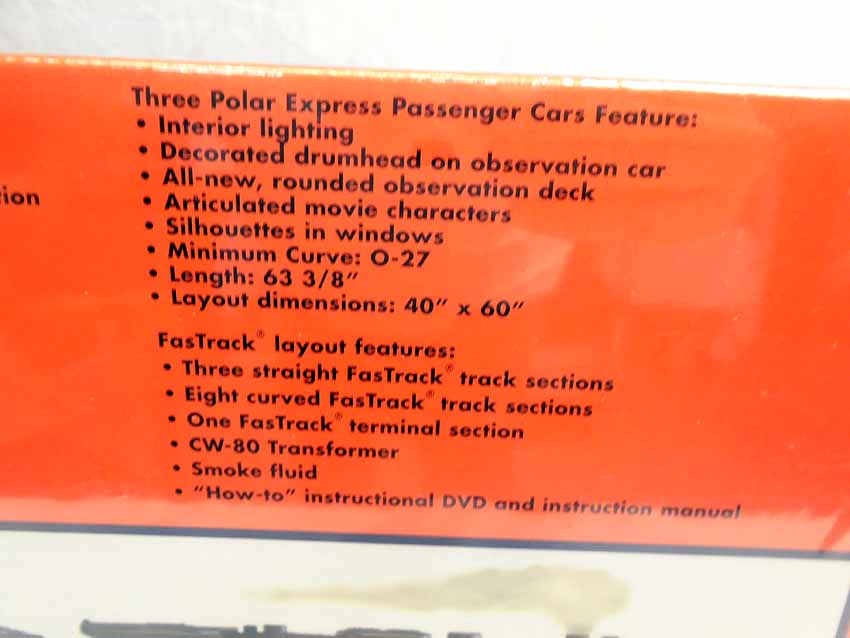 Three Polar Express Passenger Cars Feature:
• Interior lighting
• Decorated drumhead on observation car
• All-new, rounded observation deck
tion
• Articulated movie characters
• Silhouettes in windows
• Minimum Curve: O-27
• Length: 63 3/8"
• Layout dimensions: 40" x 60"
FasTrack® layout features:
• Three straight FasTrack® track sections
• Eight curved FasTrack® track sections
• One FasTrack® terminal section
• CW-80 Transformer
• Smoke fluid
• "How-to" instructional DVD and instruction manual